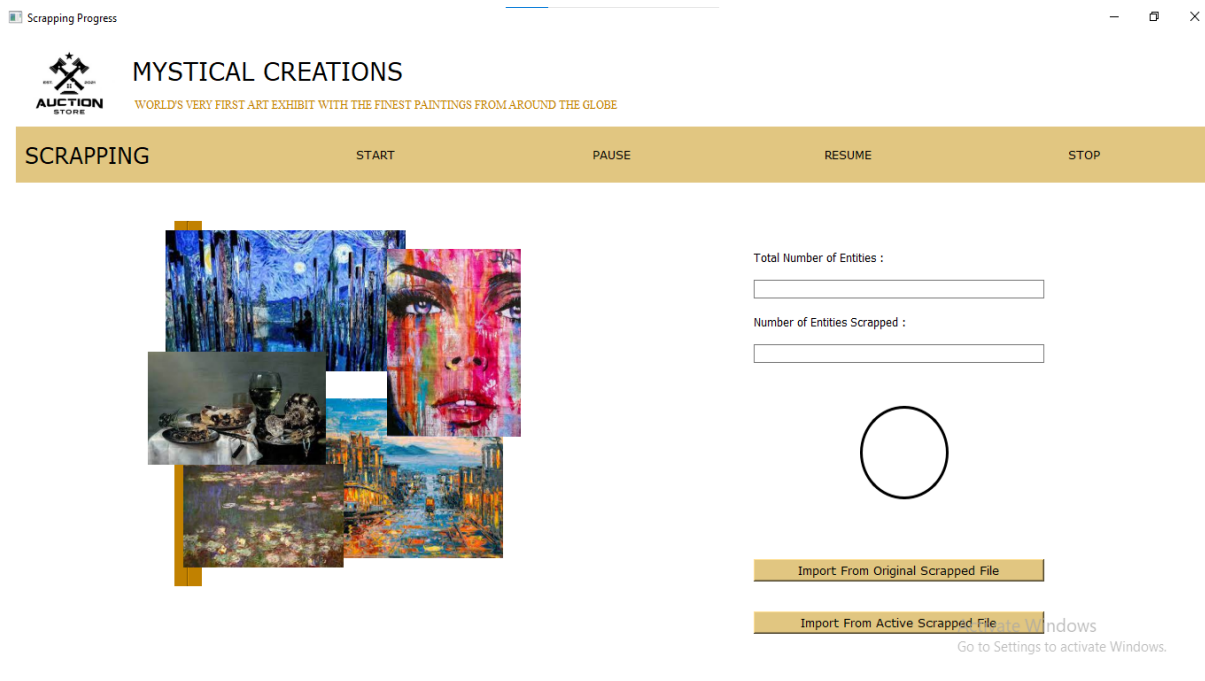 Scrapping Progress
MYSTICAL CREATIONS
AUCTION
STORE
WORLD'S VERY FIRST ART EXHIBIT WITH THE FINEST PAINTINGS FROM AROUND THE GLOBE
SCRAPPING START PAUSE RESUME STOP
Total Number of Entities :
Number of Entities Scrapped :
Import From Original Scrapped File
Import From Active Scrapped File
Activate Windows
Go to Settings to activate Windows.